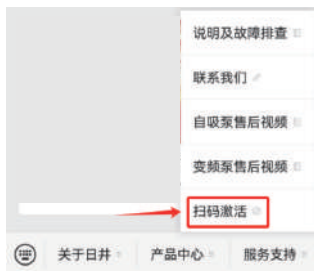 说明及故障排查
联系我们
自吸泵售后视频
变频泵售后视频
扫码激活
关于日井 产品中心 服务支持